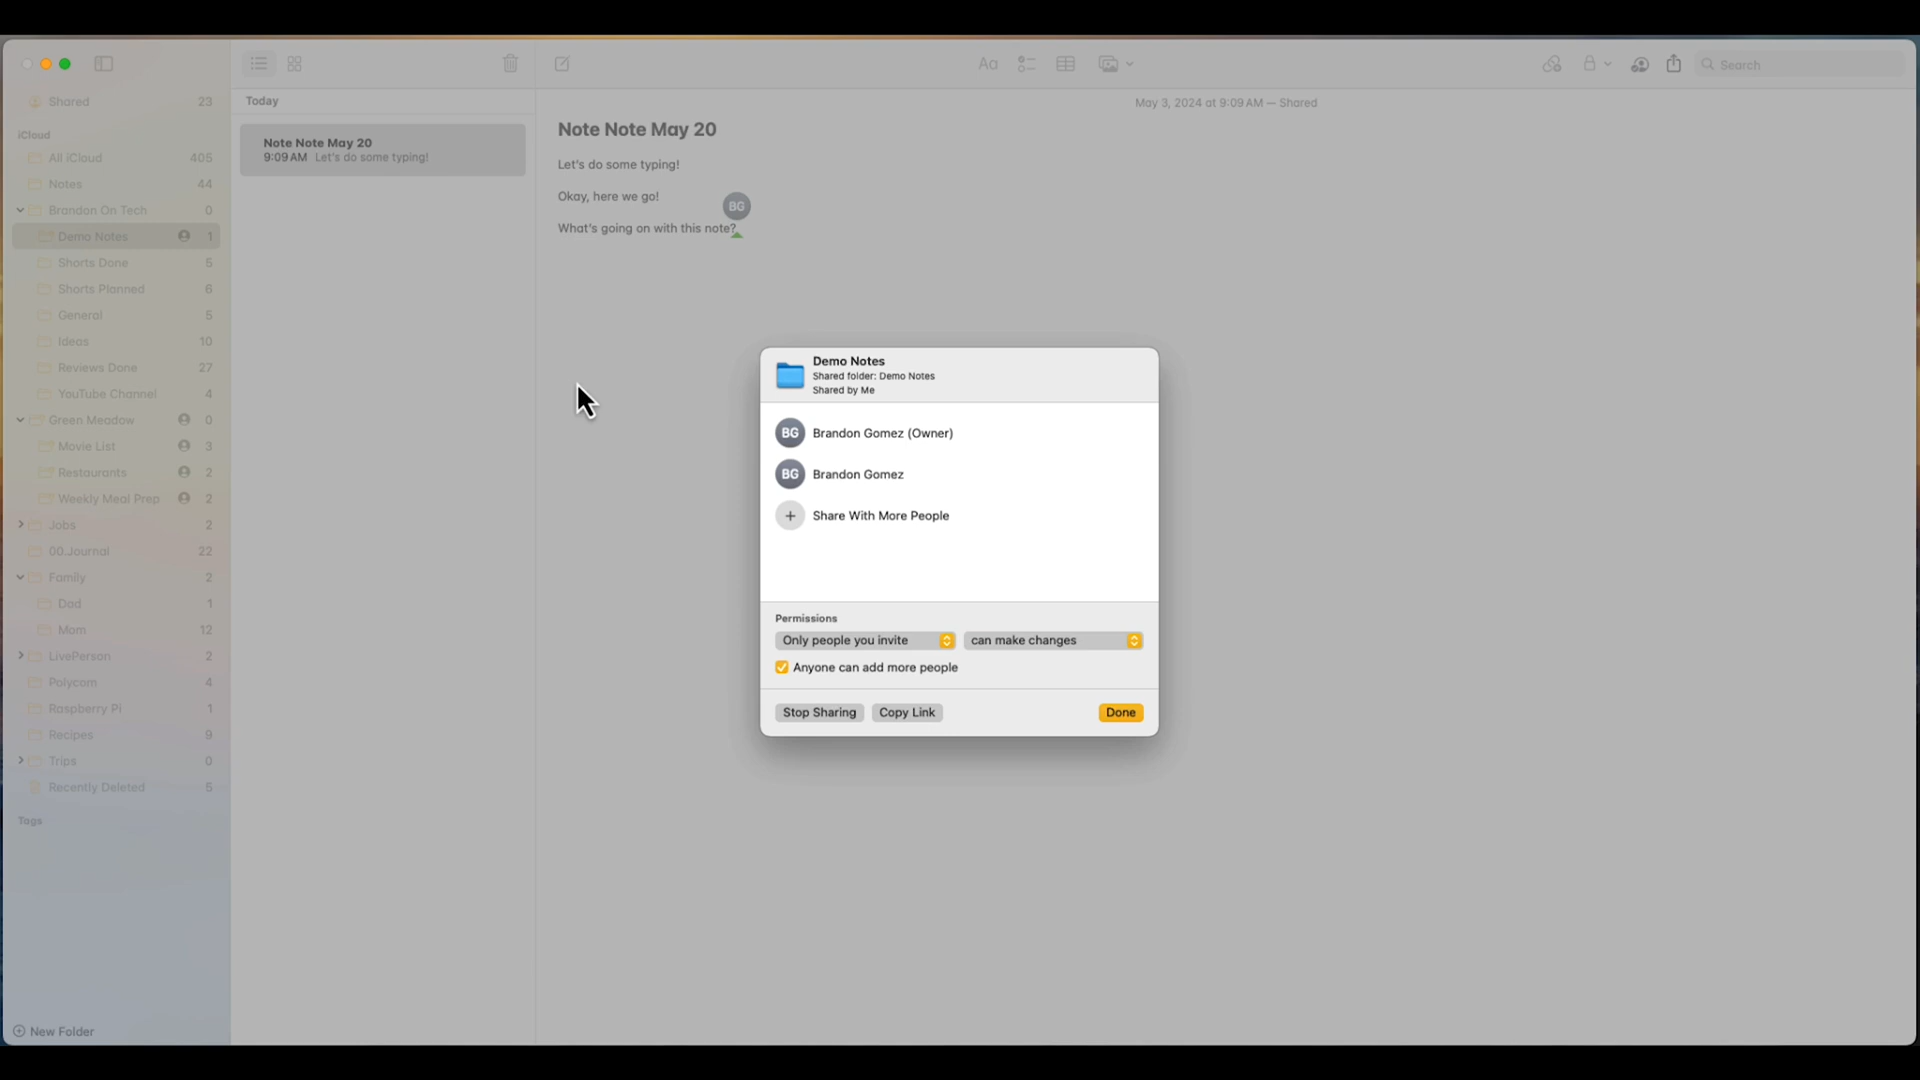 Search
Shared 23
iCloud
All iCloud 405
Notes 44
Brandon On Tech 0
Demo Notes 1
Shorts Done 5
Shorts Planned 6
General 5
Ideas 10
Reviews Done 27
YouTube Channel 4
Green Meadow 0
Movie List 3
Restaurants 2
Weekly Meal Prep 2
Jobs 2
00.Journal 22
Family 2
Dad 1
Mom 12
LivePerson 2
Polycom 4
Raspberry Pi 1
Recipes 9
Trips 0
Recently Deleted 5
Tags
New Folder
Today
Note Note May 20
9:09 AM Let's do some typing!
Aa
May 3, 2024 at 9:09 AM — Shared
Note Note May 20
Let's do some typing!
Okay, here we go!
BG
What's going on with this note?
Demo Notes
Shared folder: Demo Notes
Shared by Me
BG Brandon Gomez (Owner)
BG Brandon Gomez
Share With More People
Permissions
Only people you invite can make changes
Anyone can add more people
Stop Sharing Copy Link Done